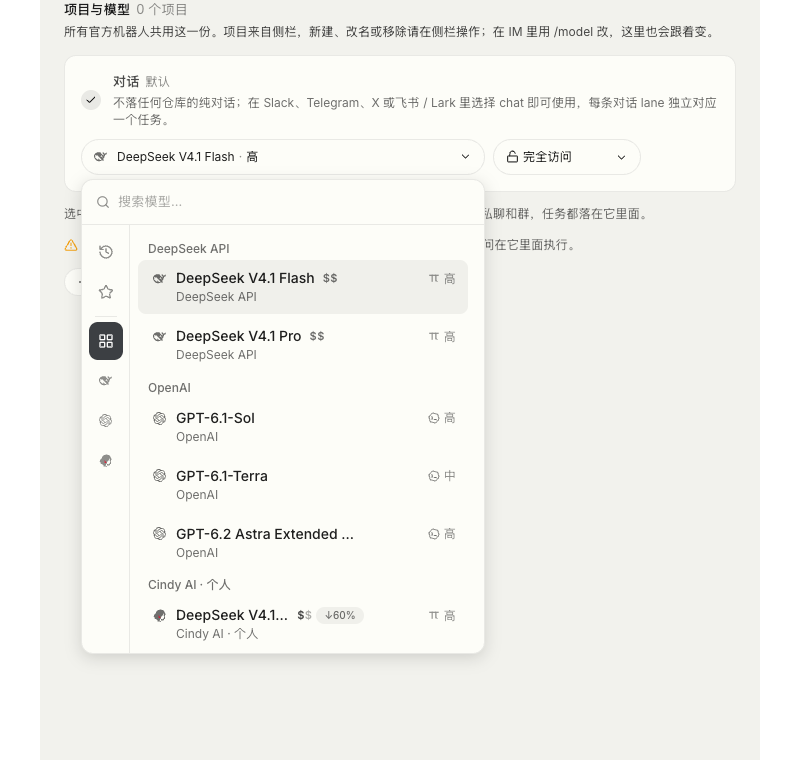 项目与模型 0 个项目
所有官方机器人共用这一份。项目来自侧栏，新建、改名或移除请在侧栏操作；在 IM 里用 /model 改，这里也会跟着变。
对话 默认
不落任何仓库的纯对话；在 Slack、Telegram、X 或飞书 / Lark 里选择 chat 即可使用，每条对话 lane 独立对应
一个任务。
DeepSeek V4.1 Flash · 高
完全访问
搜索模型...
选
私聊和群，任务都落在它里面。
DeepSeek API
问在它里面执行。
DeepSeek V4.1 Flash $$ 高
DeepSeek API
DeepSeek V4.1 Pro $$ 高
DeepSeek API
OpenAI
GPT-6.1-Sol 高
OpenAI
GPT-6.1-Terra 中
OpenAI
GPT-6.2 Astra Extended ... 高
OpenAI
Cindy AI · 个人
DeepSeek V4.1... $$ ↓60% 高
Cindy AI · 个人